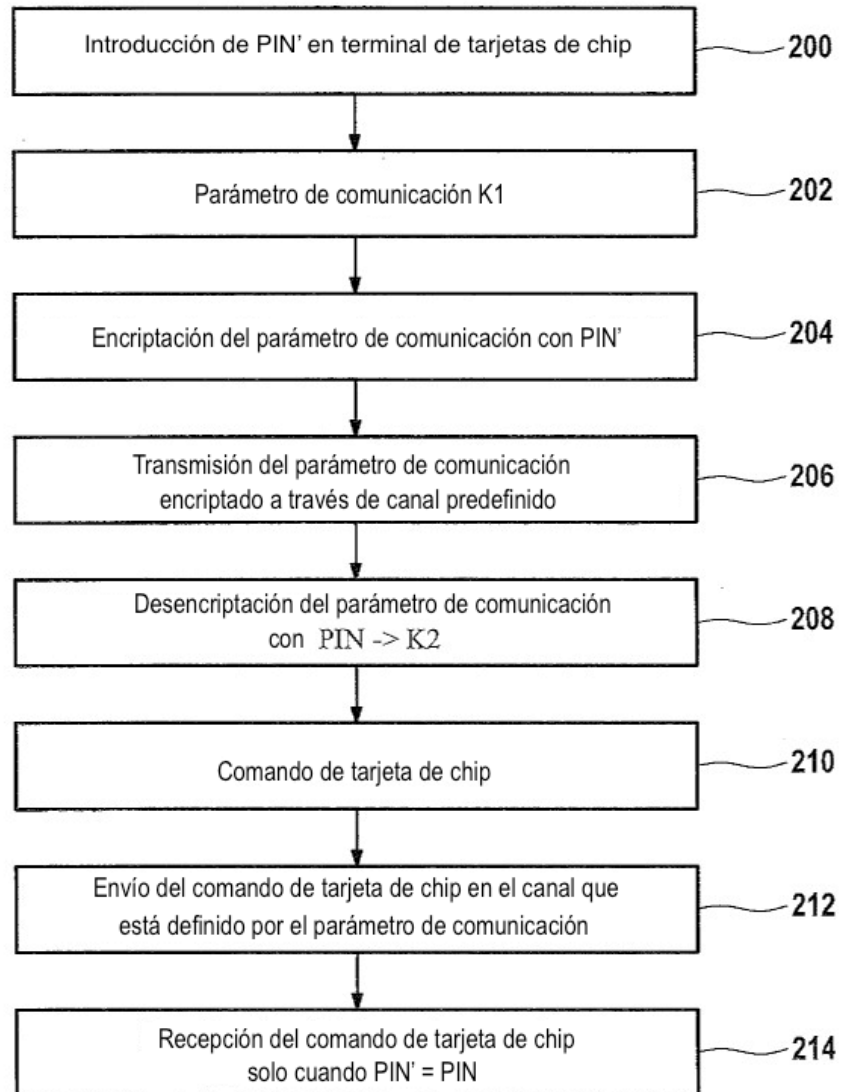 Introducción de PIN' en terminal de tarjetas de chip
200
Parámetro de comunicación K1
202
Encriptación del parámetro de comunicación con PIN'
204
Transmisión del parámetro de comunicación
encriptado a través de canal predefinido
206
Desencriptación del parámetro de comunicación
con PIN -> K2
208
Comando de tarjeta de chip
210
Envío del comando de tarjeta de chip en el canal que
está definido por el parámetro de comunicación
212
Recepción del comando de tarjeta de chip
solo cuando PIN' = PIN
214